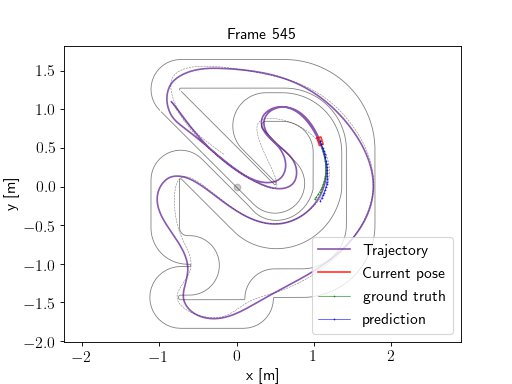 Frame 545
y [m]
1.5
1.0
0.5
0.0
−0.5
−1.0
−1.5
−2.0
Trajectory
Current pose
ground truth
prediction
−2
−1
0
1
2
x [m]